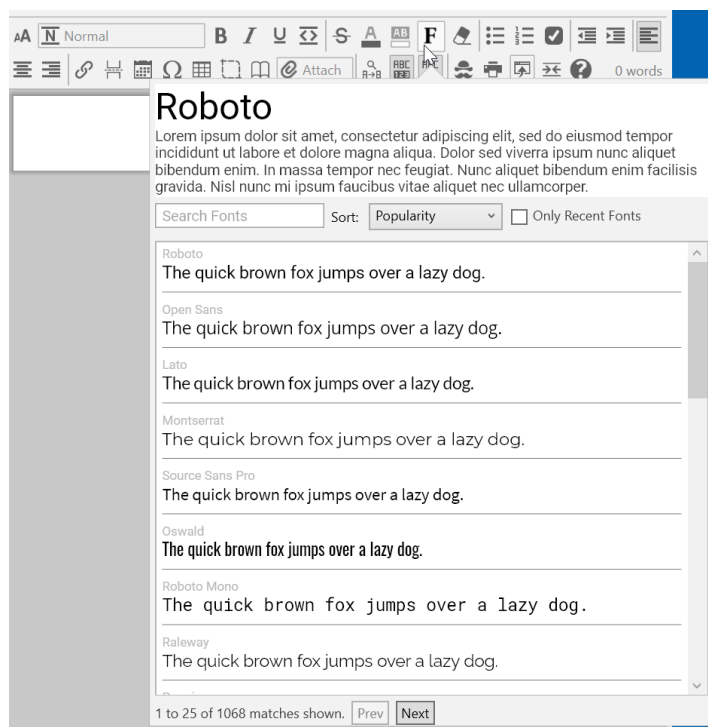 AA N Normal B I U S A AB F
Attach A→B ABC 0 words
Roboto
Lorem ipsum dolor sit amet, consectetur adipiscing elit, sed do eiusmod tempor
incididunt ut labore et dolore magna aliqua. Dolor sed viverra ipsum nunc aliquet
bibendum enim. In massa tempor nec feugiat. Nunc aliquet bibendum enim facilisis
gravida. Nisl nunc mi ipsum faucibus vitae aliquet nec ullamcorper.
Search Fonts Sort: Popularity Only Recent Fonts
Roboto
The quick brown fox jumps over a lazy dog.
Open Sans
The quick brown fox jumps over a lazy dog.
Lato
The quick brown fox jumps over a lazy dog.
Montserrat
The quick brown fox jumps over a lazy dog.
Source Sans Pro
The quick brown fox jumps over a lazy dog.
Oswald
The quick brown fox jumps over a lazy dog.
Roboto Mono
The quick brown fox jumps over a lazy dog.
Raleway
The quick brown fox jumps over a lazy dog.
1 to 25 of 1068 matches shown. Prev Next